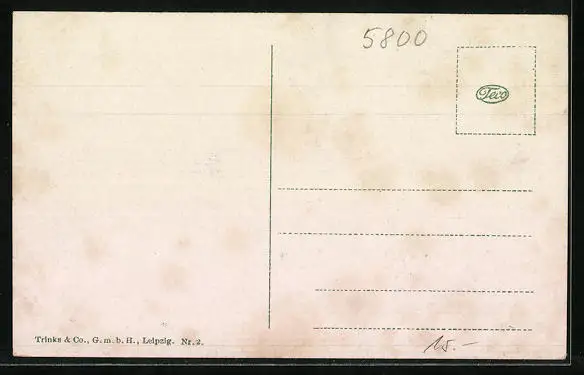 5800
Teco
Trinks & Co., G. m. b. H., Leipzig. Nr. 2.
15.-